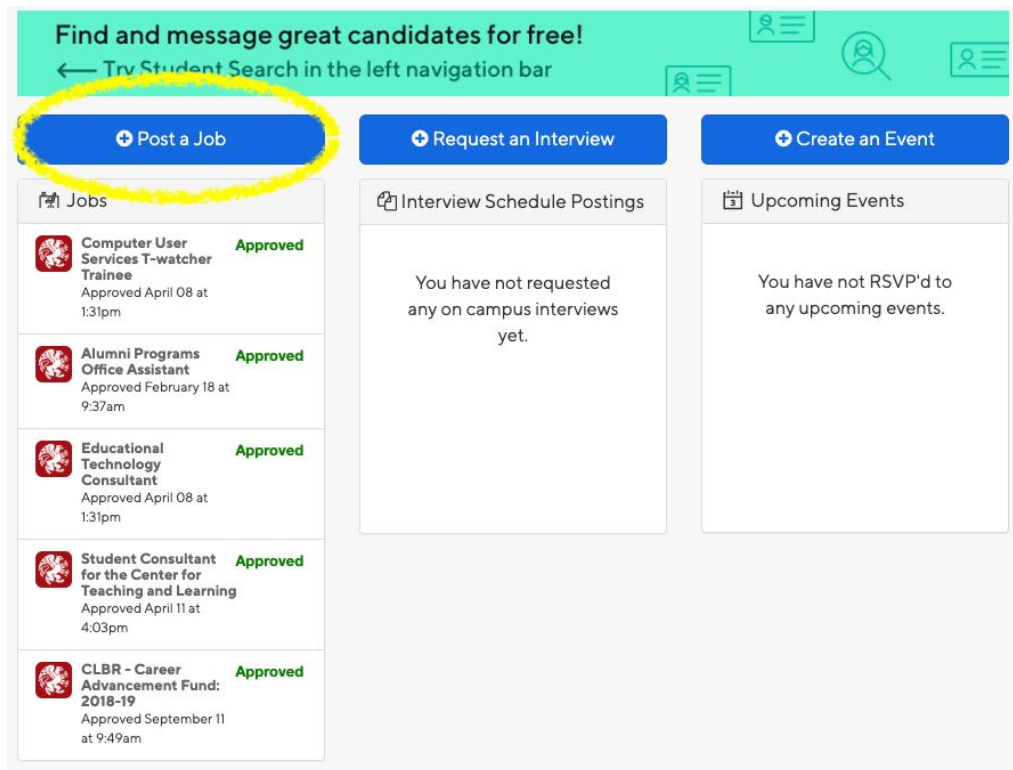 Find and message great candidates for free!
← Try Student Search in the left navigation bar
Post a Job
Request an Interview
Create an Event
Jobs
Computer User
Services T-watcher
Trainee
Approved
Approved April 08 at
1:31pm
Alumni Programs
Office Assistant
Approved
Approved February 18 at
9:37am
Educational
Technology
Consultant
Approved
Approved April 08 at
1:31pm
Student Consultant
for the Center for
Teaching and Learning
Approved
Approved April 11 at
4:03pm
CLBR - Career
Advancement Fund:
2018-19
Approved
Approved September 11
at 9:49am
Interview Schedule Postings
You have not requested
any on campus interviews
yet.
3
Upcoming Events
You have not RSVP'd to
any upcoming events.